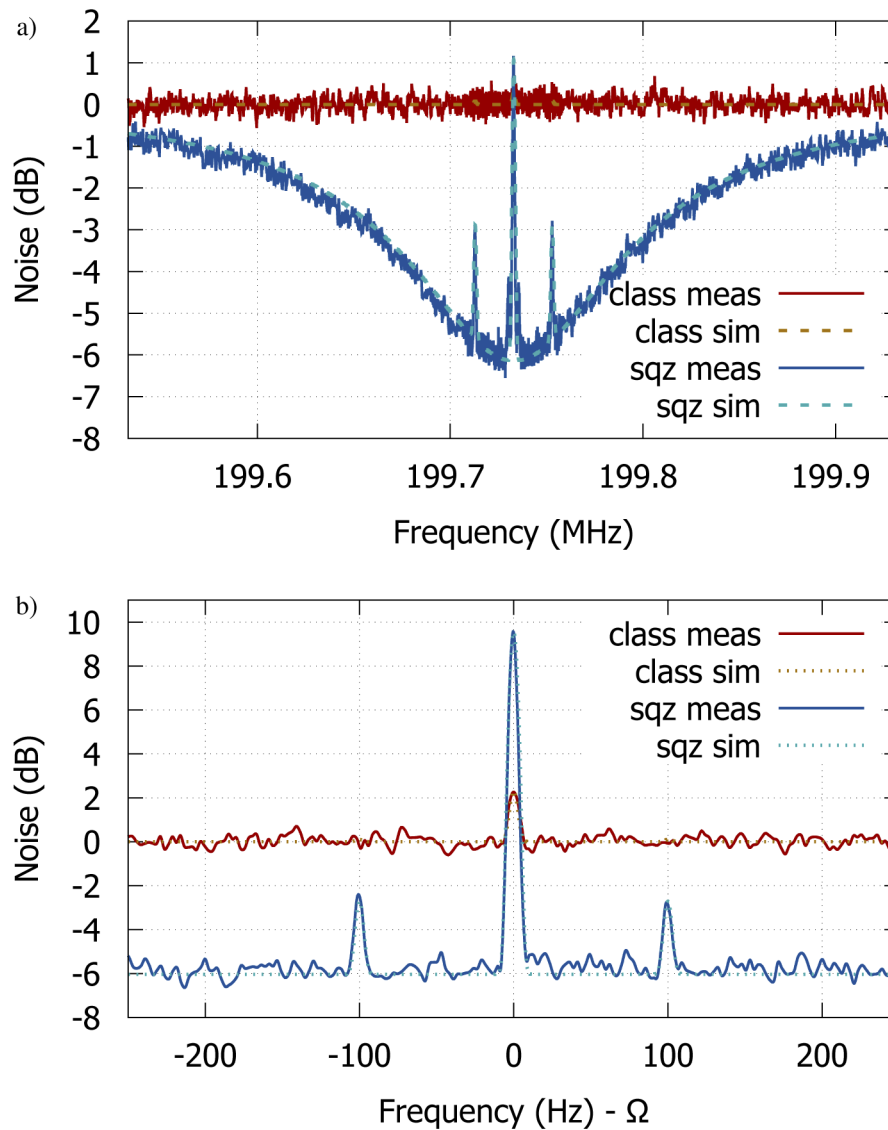 a)
2
1
0
-1
-2
-3
-4
-5
-6
-7
-8
Noise (dB)
class meas
class sim
sqz meas
sqz sim
199.6 199.7 199.8 199.9
Frequency (MHz)
b)
10
8
6
4
2
0
-2
-4
-6
-8
Noise (dB)
class meas
class sim
sqz meas
sqz sim
-200 -100 0 100 200
Frequency (Hz) - Ω